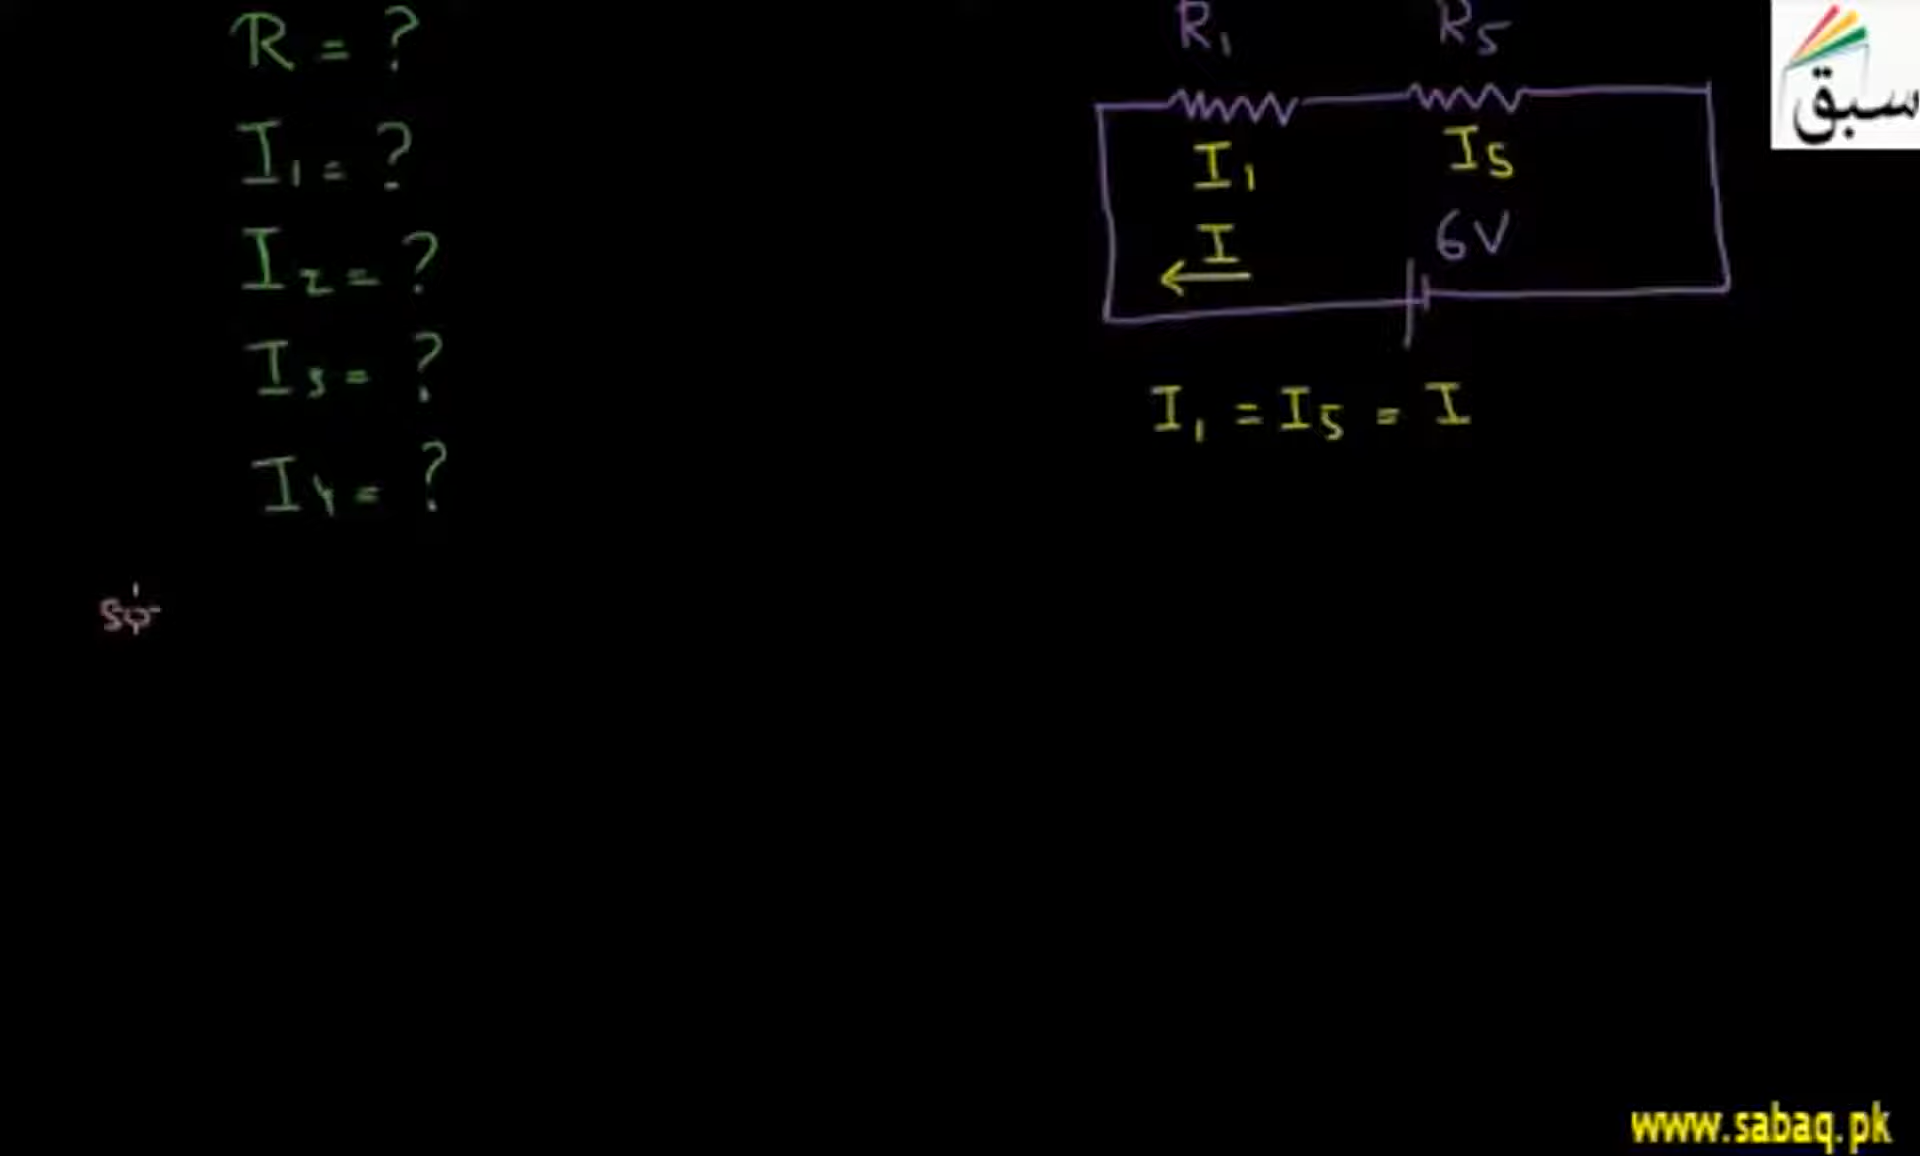 R = ?
I₁ = ?
I₂ = ?
I₃ = ?
I₄ = ?
R₁ R₅
I₁ I₅
I 6V
I₁ = I₅ = I
سبق
www.sabaq.pk